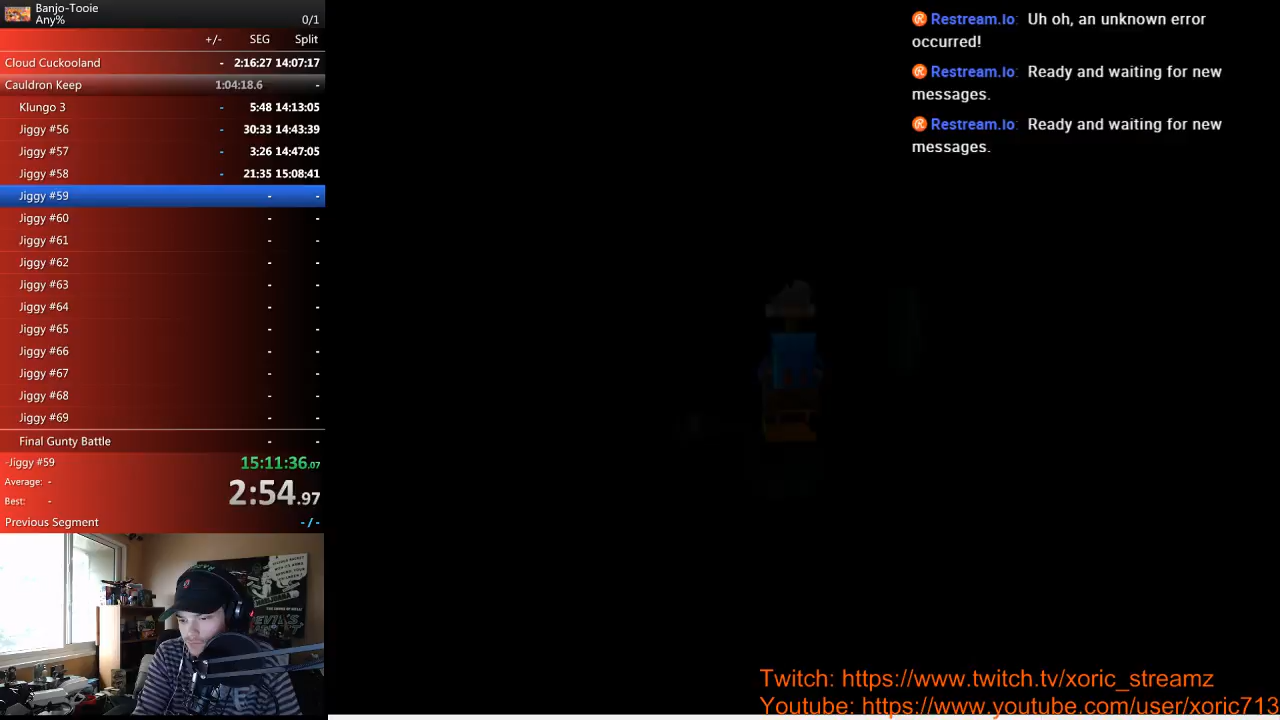 Banjo-Tooie
Any%
0/1
+/- SEG Split
Cloud Cuckooland - 2:16:27 14:07:17
Cauldron Keep 1:04:18.6 -
Klungo 3 - 5:48 14:13:05
Jiggy #56 - 30:33 14:43:39
Jiggy #57 - 3:26 14:47:05
Jiggy #58 - 21:35 15:08:41
Jiggy #59 - -
Jiggy #60 - -
Jiggy #61 - -
Jiggy #62 - -
Jiggy #63 - -
Jiggy #64 - -
Jiggy #65 - -
Jiggy #66 - -
Jiggy #67 - -
Jiggy #68 - -
Jiggy #69 - -
Final Gunty Battle - -
-Jiggy #59 15:11:36.07
Average: -
2:54.97
Best: -
Previous Segment - / -
Restream.io: Uh oh, an unknown error
occurred!
Restream.io: Ready and waiting for new
messages.
Restream.io: Ready and waiting for new
messages.
Twitch: https://www.twitch.tv/xoric_streamz
Youtube: https://www.youtube.com/user/xoric713